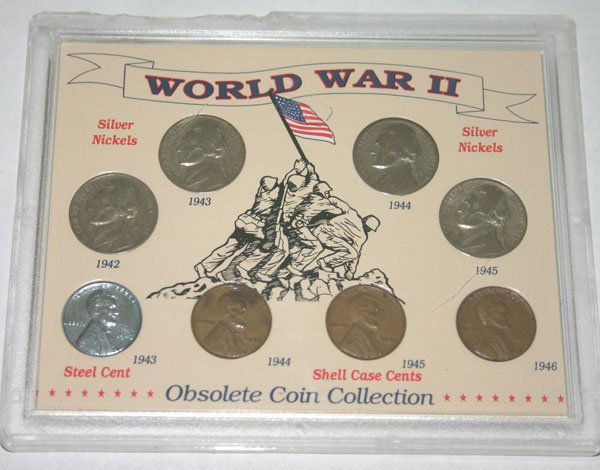 WORLD WAR II
Silver
Nickels
Silver
Nickels
1943
1944
1942
1945
1943
1944
1945
1946
Steel Cent
Shell Case Cents
Obsolete Coin Collection